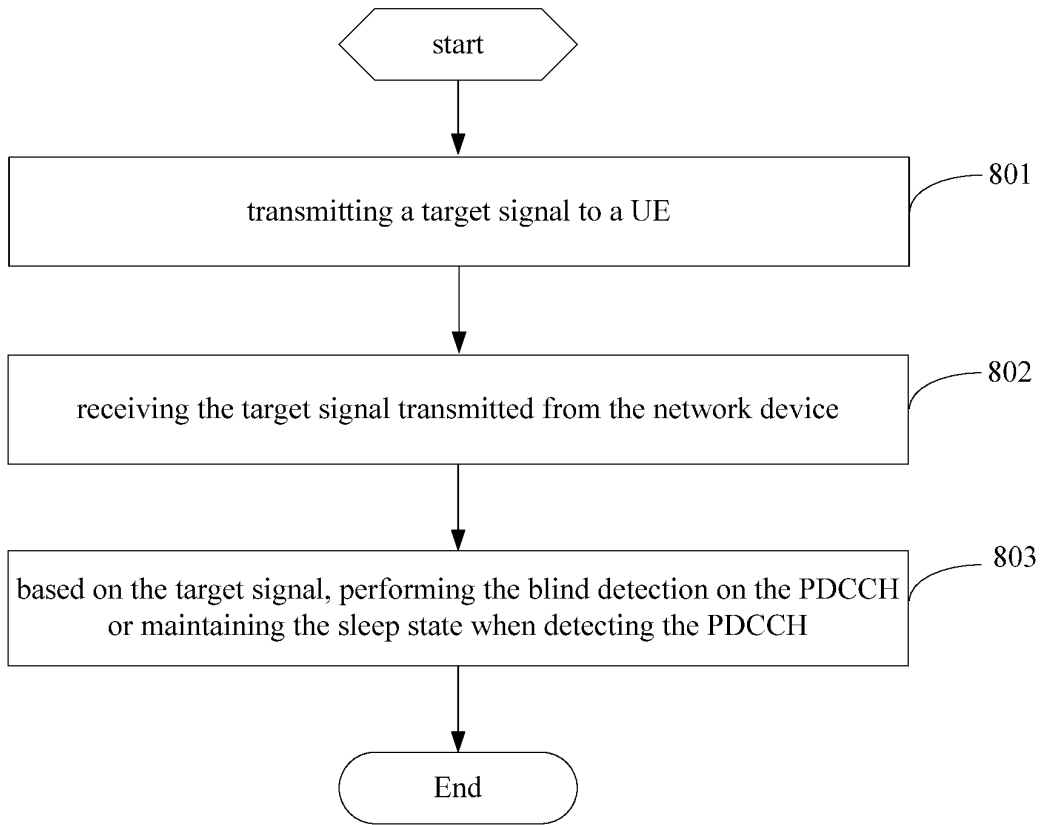 start
801
transmitting a target signal to a UE
802
receiving the target signal transmitted from the network device
803
based on the target signal, performing the blind detection on the PDCCH
or maintaining the sleep state when detecting the PDCCH
End